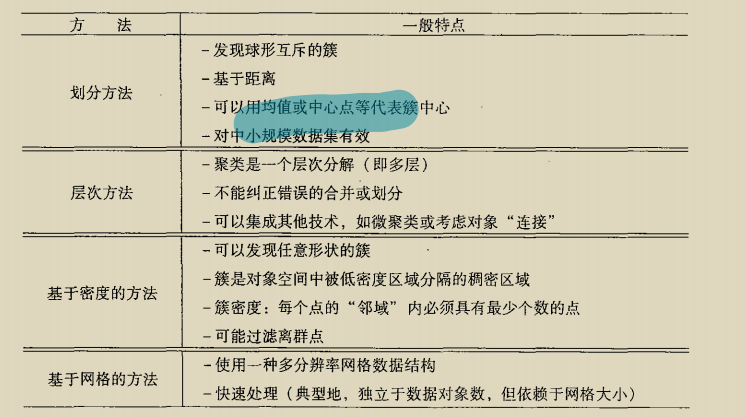 方 法 一般特点
-发现球形互斥的簇
-基于距离
划分方法
-可以用均值或中心点等代表簇中心
-对中小规模数据集有效
-聚类是一个层次分解（即多层）
层次方法
-不能纠正错误的合并或划分
-可以集成其他技术，如微聚类或考虑对象“连接”
-可以发现任意形状的簇
-簇是对象空间中被低密度区域分隔的稠密区域
基于密度的方法
-簇密度：每个点的“邻域”内必须具有最少个数的点
-可能过滤离群点
-使用一种多分辨率网格数据结构
基于网格的方法
-快速处理（典型地，独立于数据对象数，但依赖于网格大小）